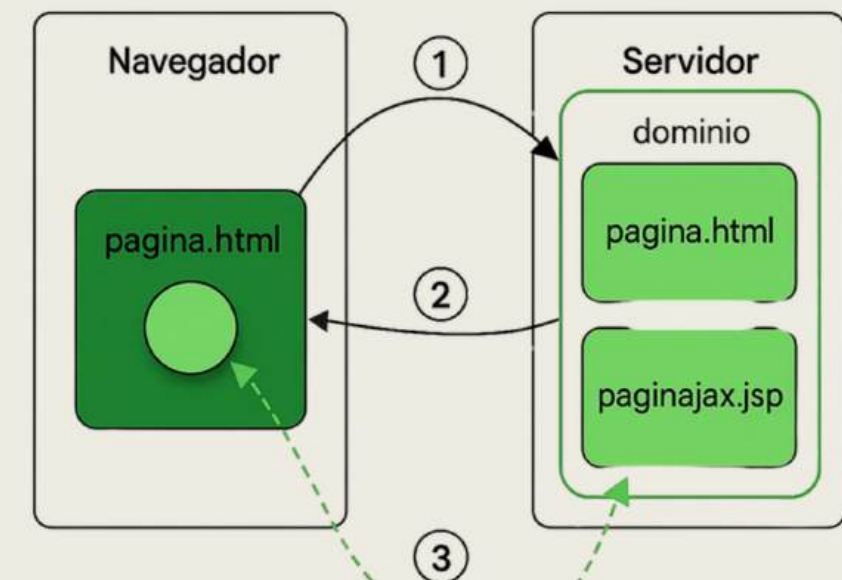 Navegador
1
Servidor
dominio
pagina.html
pagina.html
2
paginajax.jsp
3